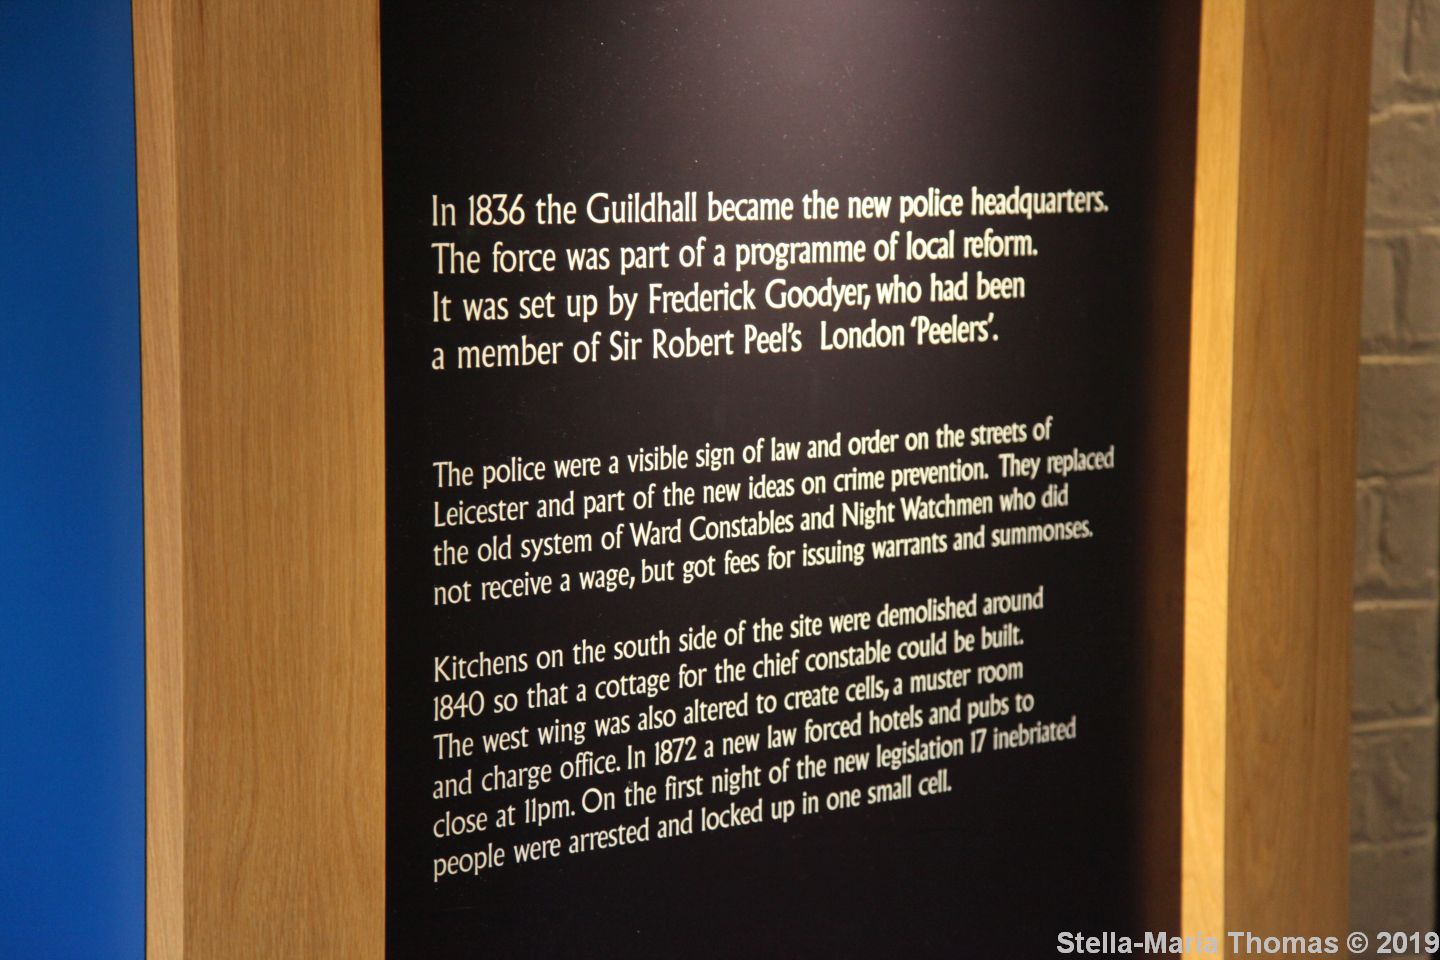 In 1836 the Guildhall became the new police headquarters.
The force was part of a programme of local reform.
It was set up by Frederick Goodyer, who had been
a member of Sir Robert Peel's London 'Peelers'.
The police were a visible sign of law and order on the streets of
Leicester and part of the new ideas on crime prevention. They replaced
the old system of Ward Constables and Night Watchmen who did
not receive a wage, but got fees for issuing warrants and summonses.
Kitchens on the south side of the site were demolished around
1840 so that a cottage for the chief constable could be built.
The west wing was also altered to create cells, a muster room
and charge office. In 1872 a new law forced hotels and pubs to
close at 11pm. On the first night of the new legislation 17 inebriated
people were arrested and locked up in one small cell.
Stella-Maria Thomas © 2019